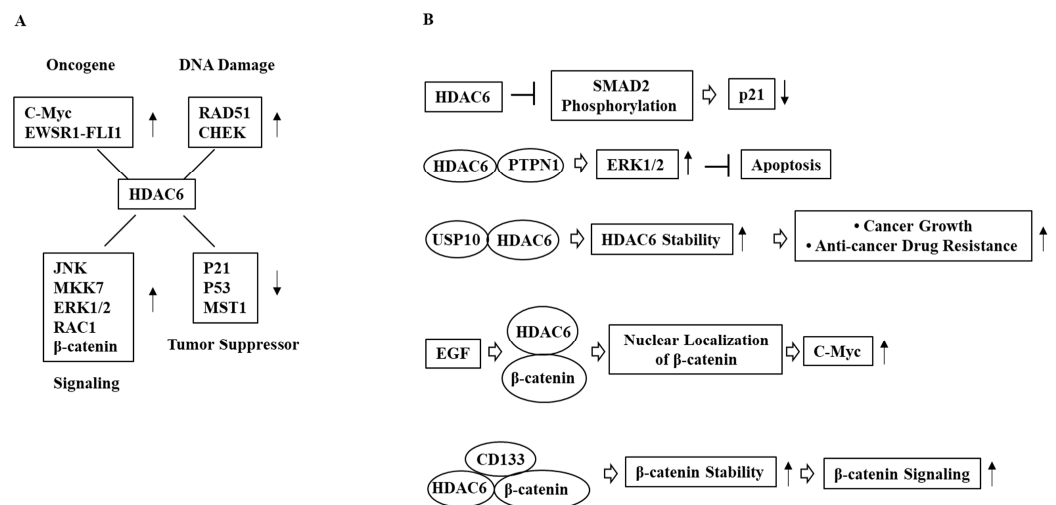 A
Oncogene
DNA Damage
C-Myc
EWSR1-FLI1
RAD51
CHEK
HDAC6
JNK
MKK7
ERK1/2
RAC1
β-catenin
Signaling
P21
P53
MST1
Tumor Suppressor
B
HDAC6
SMAD2
Phosphorylation
p21
HDAC6
PTPN1
ERK1/2
Apoptosis
USP10
HDAC6
HDAC6 Stability
• Cancer Growth
• Anti-cancer Drug Resistance
EGF
HDAC6
β-catenin
Nuclear Localization
of β-catenin
C-Myc
CD133
HDAC6
β-catenin
β-catenin Stability
β-catenin Signaling